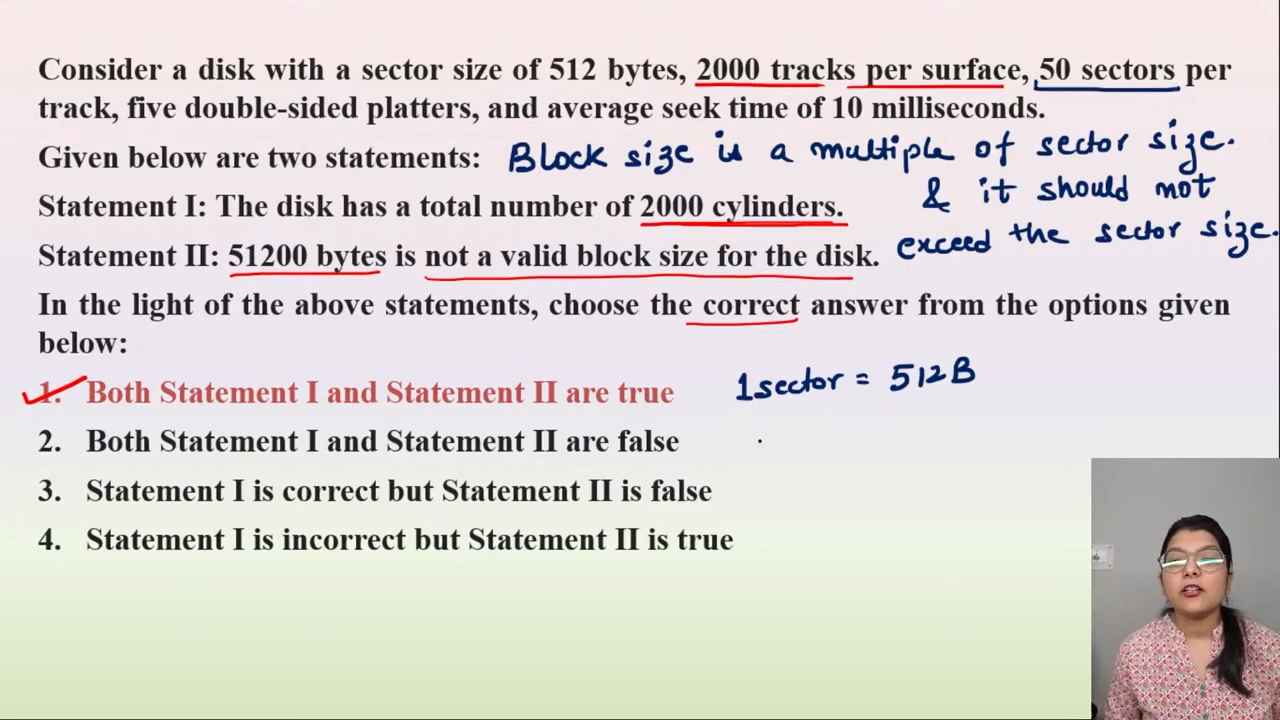 Consider a disk with a sector size of 512 bytes, 2000 tracks per surface, 50 sectors per
track, five double-sided platters, and average seek time of 10 milliseconds.
Given below are two statements: Block size is a multiple of sector size.
& it should not
Statement I: The disk has a total number of 2000 cylinders.
exceed the sector size.
Statement II: 51200 bytes is not a valid block size for the disk.
In the light of the above statements, choose the correct answer from the options given
below:
1. Both Statement I and Statement II are true
1 sector = 512B
2. Both Statement I and Statement II are false
3. Statement I is correct but Statement II is false
4. Statement I is incorrect but Statement II is true